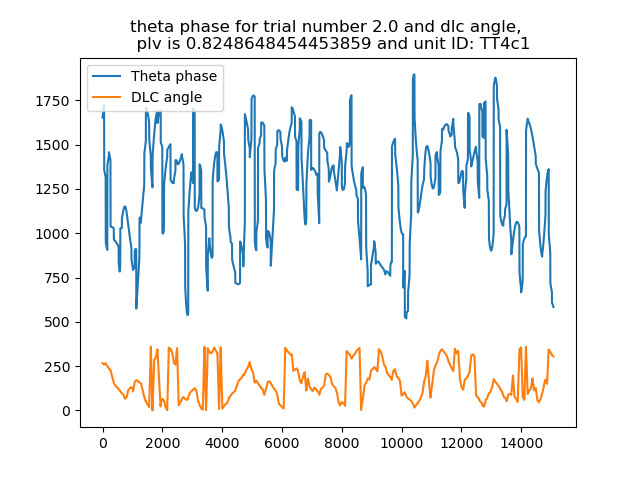 theta phase for trial number 2.0 and dlc angle,
plv is 0.8248648454453859 and unit ID: TT4c1
Theta phase
DLC angle
1750
1500
1250
1000
750
500
250
0
0 2000 4000 6000 8000 10000 12000 14000